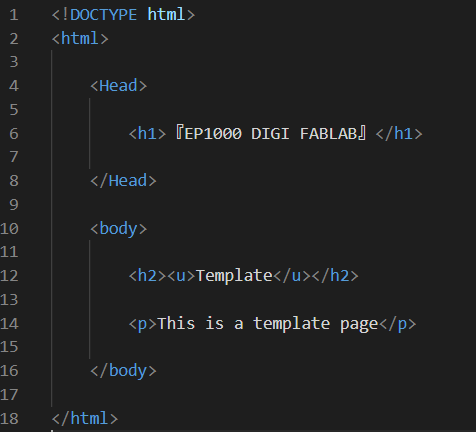 1 <!DOCTYPE html>
2 <html>
3
4 <Head>
5
6 <h1>『EP1000 DIGI FABLAB』</h1>
7
8 </Head>
9
10 <body>
11
12 <h2><u>Template</u></h2>
13
14 <p>This is a template page</p>
15
16 </body>
17
18 </html>